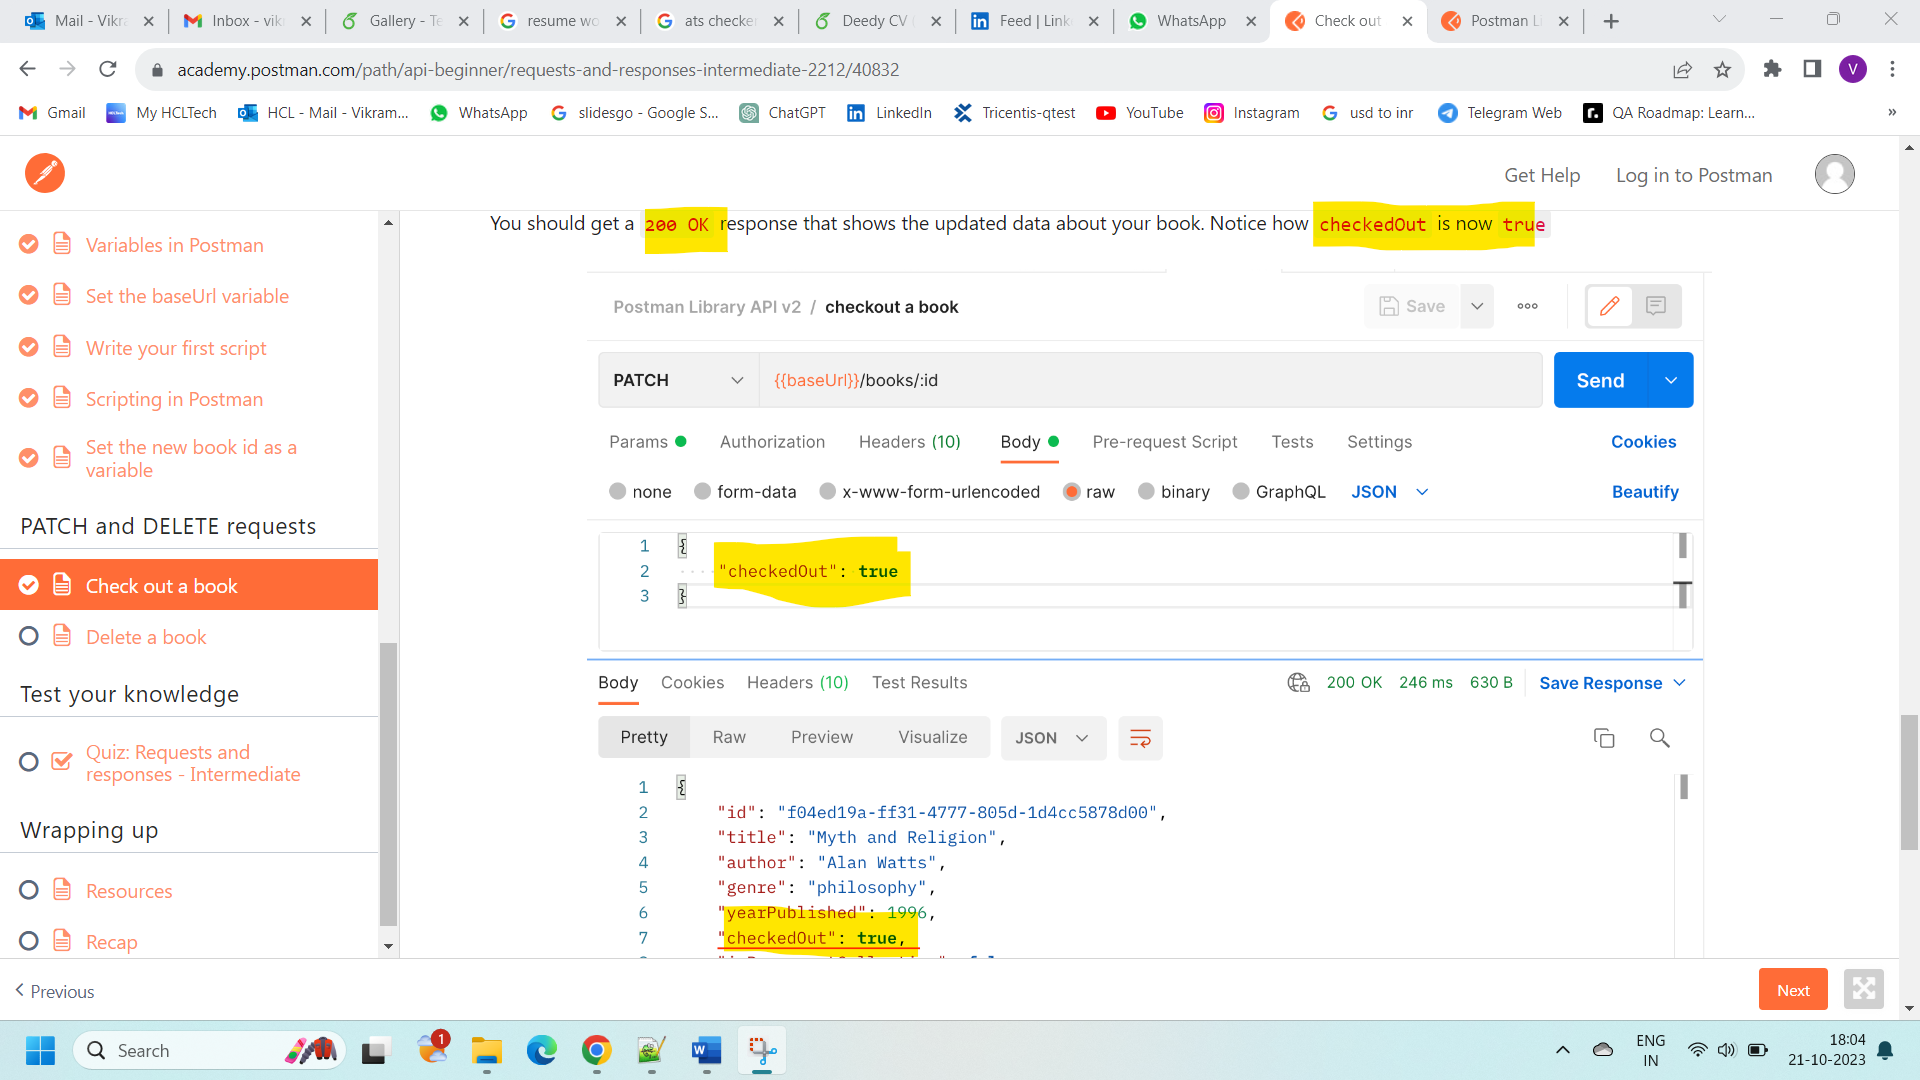 Mail - Vikra
Inbox - vik
Gallery - Te
resume wo
ats checke
Deedy CV
Feed | Link
WhatsApp
Check out
Postman Li
academy.postman.com/path/api-beginner/requests-and-responses-intermediate-2212/40832
V
Gmail
My HCLTech
HCL - Mail - Vikram...
WhatsApp
slidesgo - Google S...
ChatGPT
LinkedIn
Tricentis-qtest
YouTube
Instagram
usd to inr
Telegram Web
QA Roadmap: Learn...
»
Get Help
Log in to Postman
Variables in Postman
Set the baseUrl variable
Write your first script
Scripting in Postman
Set the new book id as a
variable
PATCH and DELETE requests
Check out a book
Delete a book
Test your knowledge
Quiz: Requests and
responses - Intermediate
Wrapping up
Resources
Recap
You should get a 200 OK response that shows the updated data about your book. Notice how checkedOut is now true
Postman Library API v2 / checkout a book
Save
PATCH
{{baseUrl}}/books/:id
Send
Params
Authorization
Headers (10)
Body
Pre-request Script
Tests
Settings
Cookies
none
form-data
x-www-form-urlencoded
raw
binary
GraphQL
JSON
Beautify
1 {
2 "checkedOut": true
3 }
Body
Cookies
Headers (10)
Test Results
200 OK
246 ms
630 B
Save Response
Pretty
Raw
Preview
Visualize
JSON
1 {
2 "id": "f04ed19a-ff31-4777-805d-1d4cc5878d00",
3 "title": "Myth and Religion",
4 "author": "Alan Watts",
5 "genre": "philosophy",
6 "yearPublished": 1996,
7 "checkedOut": true,
Previous
Next
Search
1
ENG
IN
18:04
21-10-2023